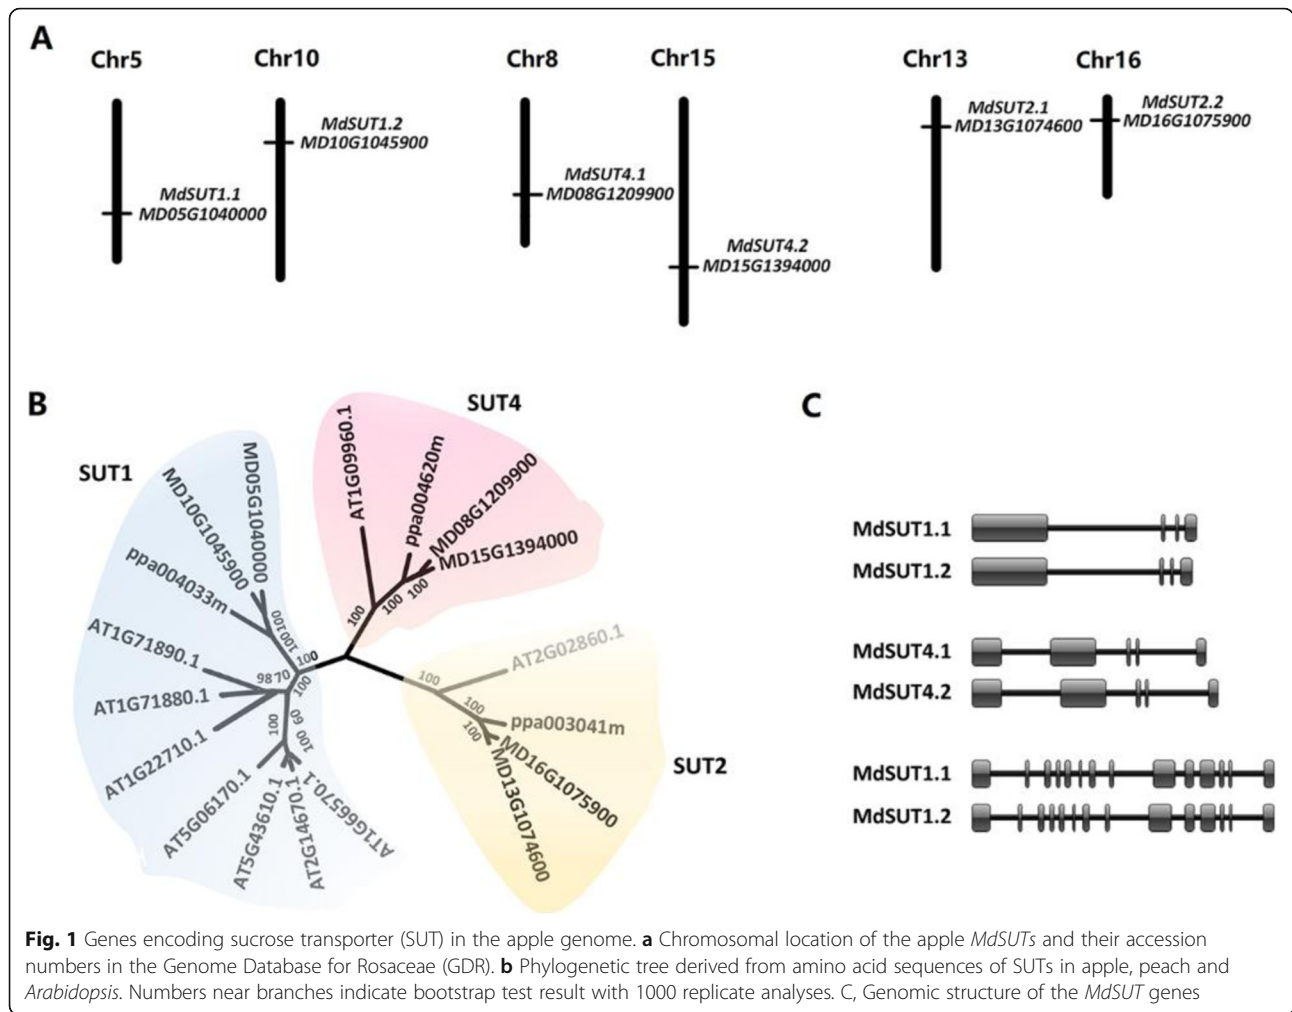 A
Chr5
Chr10
Chr8
Chr15
Chr13
Chr16
MdSUT1.1
MD05G1040000
MdSUT1.2
MD10G1045900
MdSUT4.1
MD08G1209900
MdSUT4.2
MD15G1394000
MdSUT2.1
MD13G1074600
MdSUT2.2
MD16G1075900
B
SUT1
SUT4
SUT2
MD05G1040000
MD10G1045900
ppa004033m
AT1G71890.1
AT1G71880.1
AT1G22710.1
AT5G06170.1
AT5G43610.1
AT2G14670.1
AT1G66570.1
AT1G09960.1
ppa004620m
MD08G1209900
MD15G1394000
AT2G02860.1
ppa003041m
MD16G1075900
MD13G1074600
100
100
100
98
70
100
100
60
100
100
100
100
100
100
100
C
MdSUT1.1
MdSUT1.2
MdSUT4.1
MdSUT4.2
MdSUT1.1
MdSUT1.2
Fig. 1 Genes encoding sucrose transporter (SUT) in the apple genome. a Chromosomal location of the apple MdSUTs and their accession
numbers in the Genome Database for Rosaceae (GDR). b Phylogenetic tree derived from amino acid sequences of SUTs in apple, peach and
Arabidopsis. Numbers near branches indicate bootstrap test result with 1000 replicate analyses. C, Genomic structure of the MdSUT genes